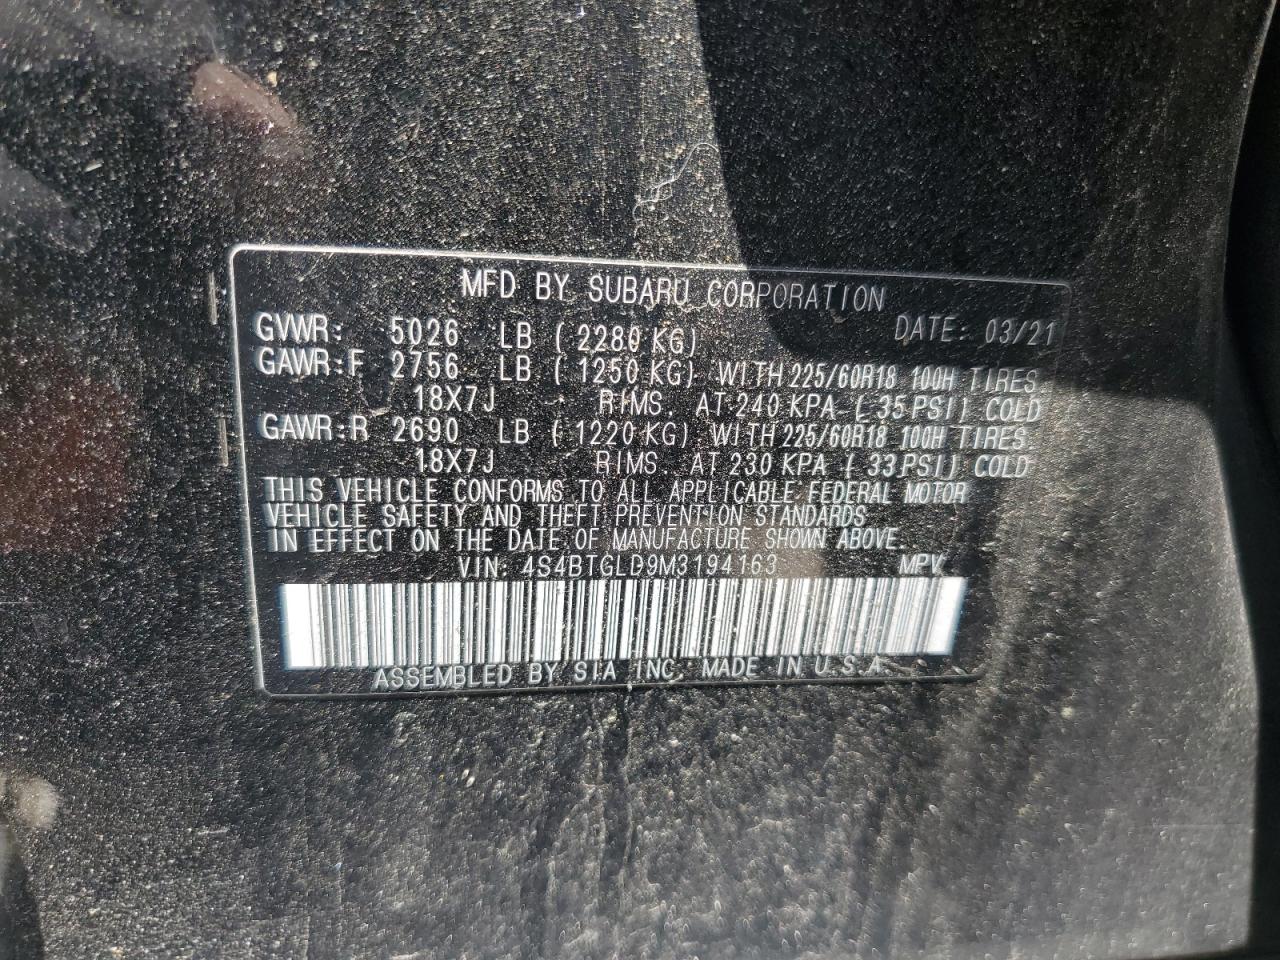 MFD BY SUBARU CORPORATION
DATE: 03/21
GVWR: 5026 LB (2280 KG)
GAWR:F 2756 LB (1250 KG) WITH 225/60R18 100H TIRES.
18X7J RIMS. AT 240 KPA (35 PSI) COLD
GAWR:R 2690 LB (1220 KG) WITH 225/60R18 100H TIRES.
18X7J RIMS. AT 230 KPA (33 PSI) COLD
THIS VEHICLE CONFORMS TO ALL APPLICABLE FEDERAL MOTOR
VEHICLE SAFETY AND THEFT PREVENTION STANDARDS
IN EFFECT ON THE DATE OF MANUFACTURE SHOWN ABOVE.
VIN: 4S4BTGLD9M3194163 MPV
ASSEMBLED BY SIA INC. MADE IN U.S.A.